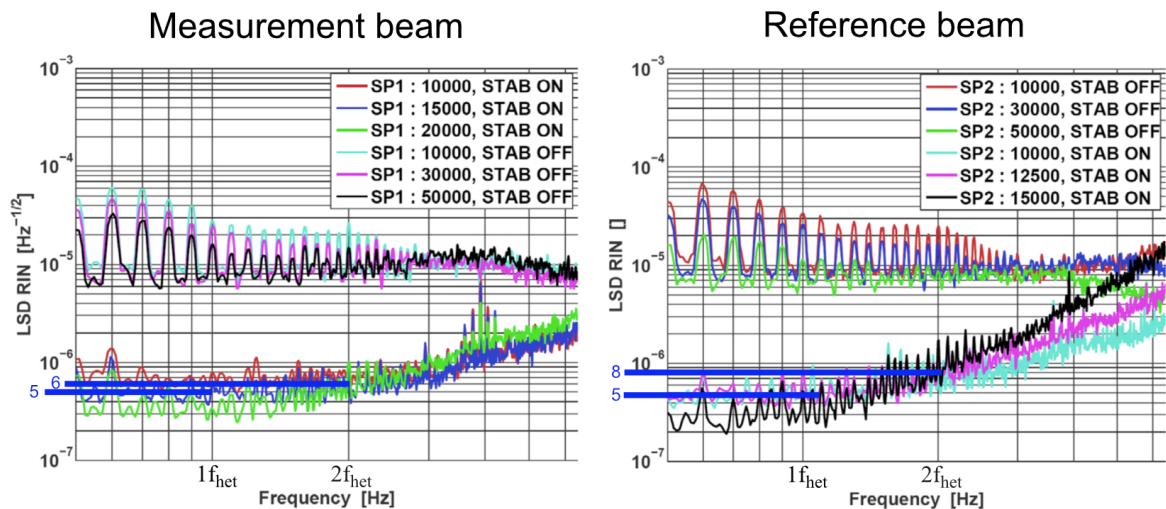 Measurement beam
Reference beam
10⁻³
SP1 : 10000, STAB ON
SP1 : 15000, STAB ON
SP1 : 20000, STAB ON
SP1 : 10000, STAB OFF
SP1 : 30000, STAB OFF
SP1 : 50000, STAB OFF
10⁻⁴
LSD RIN [Hz⁻¹/²]
10⁻⁵
10⁻⁶
6
5
10⁻⁷
1fhet
2fhet
Frequency [Hz]
10⁻³
SP2 : 10000, STAB OFF
SP2 : 30000, STAB OFF
SP2 : 50000, STAB OFF
SP2 : 10000, STAB ON
SP2 : 12500, STAB ON
SP2 : 15000, STAB ON
10⁻⁴
LSD RIN []
10⁻⁵
10⁻⁶
8
5
10⁻⁷
1fhet
2fhet
Frequency [Hz]